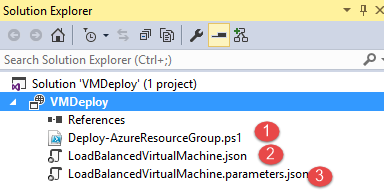 Solution Explorer
Search Solution Explorer (Ctrl+;)
Solution 'VMDeploy' (1 project)
VMDeploy
References
Deploy-AzureResourceGroup.ps1 1
LoadBalancedVirtualMachine.json 2
LoadBalancedVirtualMachine.parameters.json 3